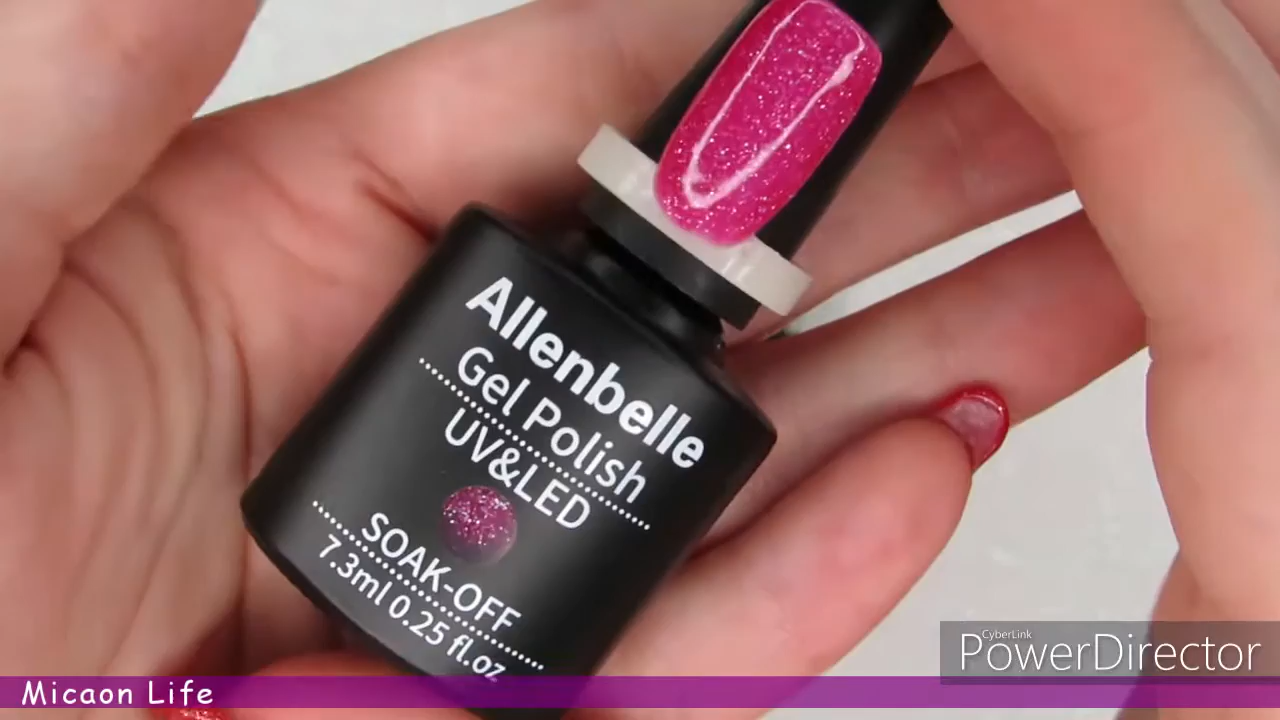 Allenbelle
Gel Polish
UV&LED
SOAK-OFF
7.3ml 0.25 fl.oz
CyberLink
PowerDirector
Micaon Life